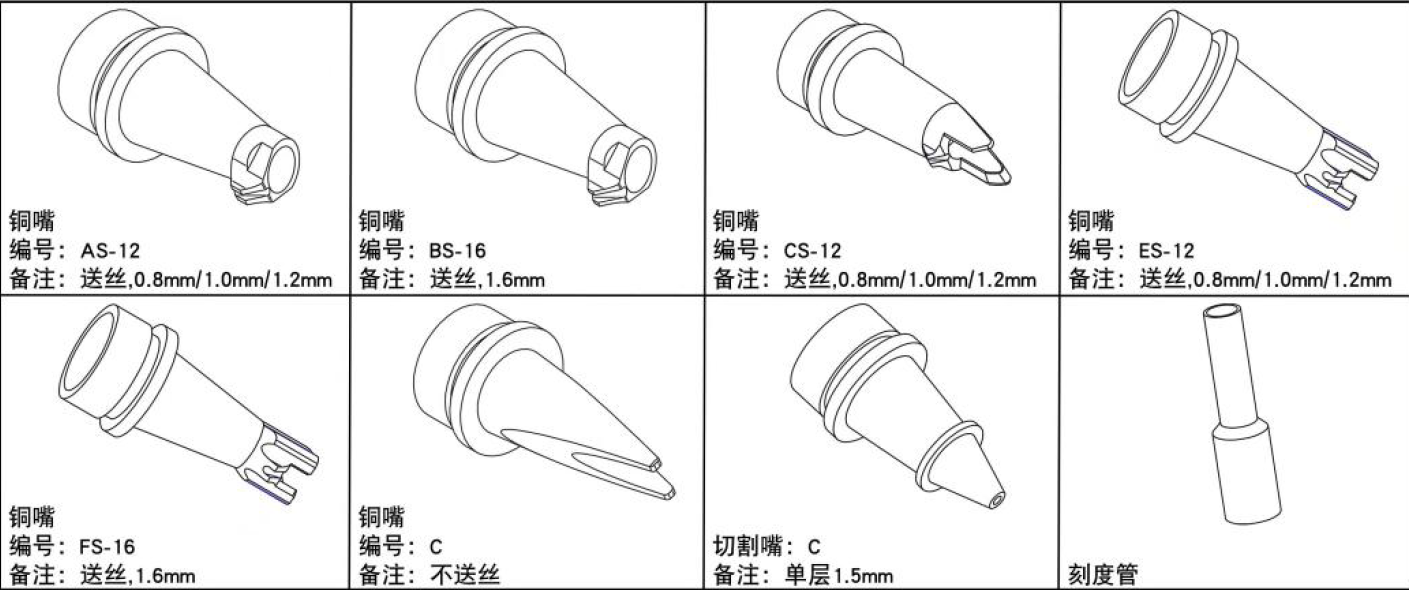 铜嘴
编号：AS-12
备注：送丝,0.8mm/1.0mm/1.2mm
铜嘴
编号：BS-16
备注：送丝,1.6mm
铜嘴
编号：CS-12
备注：送丝,0.8mm/1.0mm/1.2mm
铜嘴
编号：ES-12
备注：送丝,0.8mm/1.0mm/1.2mm
铜嘴
编号：FS-16
备注：送丝,1.6mm
铜嘴
编号：C
备注：不送丝
切割嘴：C
备注：单层1.5mm
刻度管